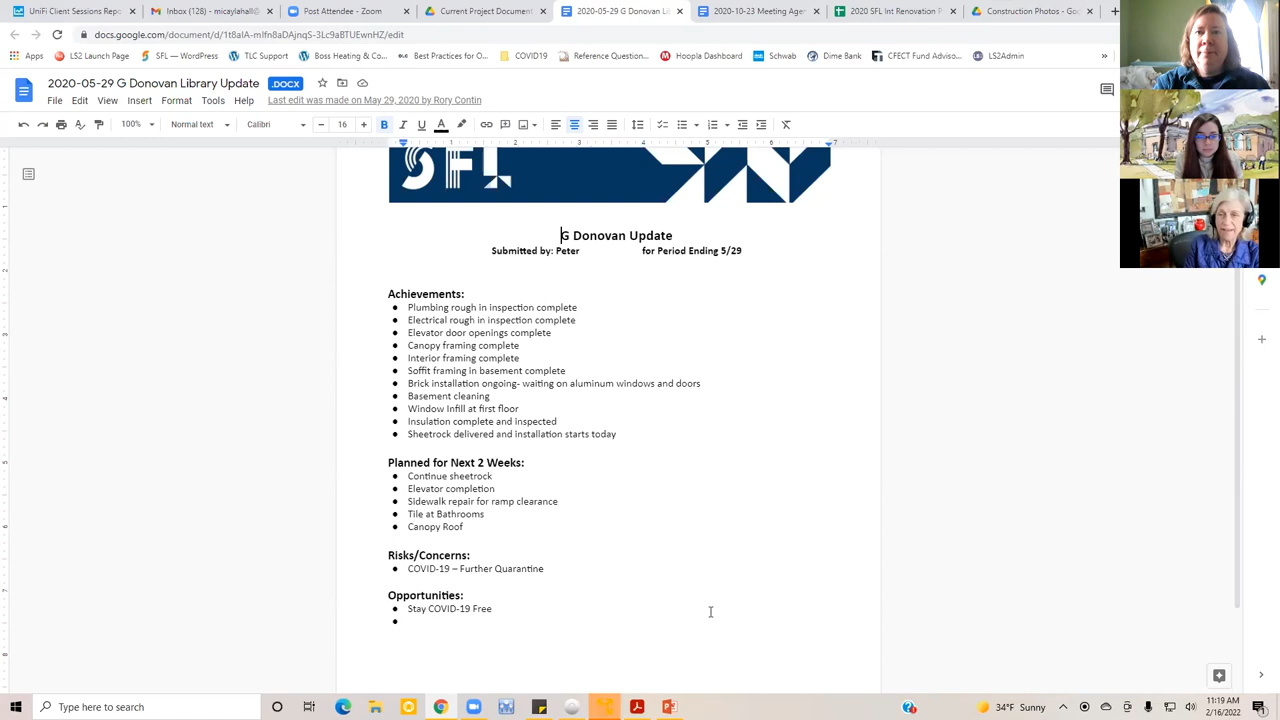 UniFi Client Sessions Rep
Post Attendee - Zoom
Current Projects - Goo
2020-05-29 G Donovan L
2020-10-23 Meeting Age
2020 SFL Int Renovation P
Construction Photos - Goo
docs.google.com/document/d/1t8aIA-mIfn8aDAjnqS-3Lc9aBTUEwnHZ/edit
Apps
LS2 Launch Page
SFL — WordPress
TLC Support
Boss Heating & Coo
Best Practices for O...
COVID19
Reference Question...
Hoopla Dashboard
Schwab
Dime Bank
CFECT Fund Adviso...
LS2Admin
2020-05-29 G Donovan Library Update
.DOCX
File Edit View Insert Format Tools Help
Last edit was made on May 29, 2020 by Rory Contin
100% Normal text Calibri 16
SFL
G Donovan Update
Submitted by: Peter for Period Ending 5/29
Achievements:
● Plumbing rough in inspection complete
● Electrical rough in inspection complete
● Elevator door openings complete
● Canopy framing complete
● Interior framing complete
● Soffit framing in basement complete
● Brick installation ongoing- waiting on aluminum windows and doors
● Basement cleaning
● Window Infill at first floor
● Insulation complete and inspected
● Sheetrock delivered and installation starts today
Planned for Next 2 Weeks:
● Continue sheetrock
● Elevator completion
● Sidewalk repair for ramp clearance
● Tile at Bathrooms
● Canopy Roof
Risks/Concerns:
● COVID-19 – Further Quarantine
Opportunities:
● Stay COVID-19 Free
●
Type here to search
34°F Sunny
11:19 AM
2/16/2022